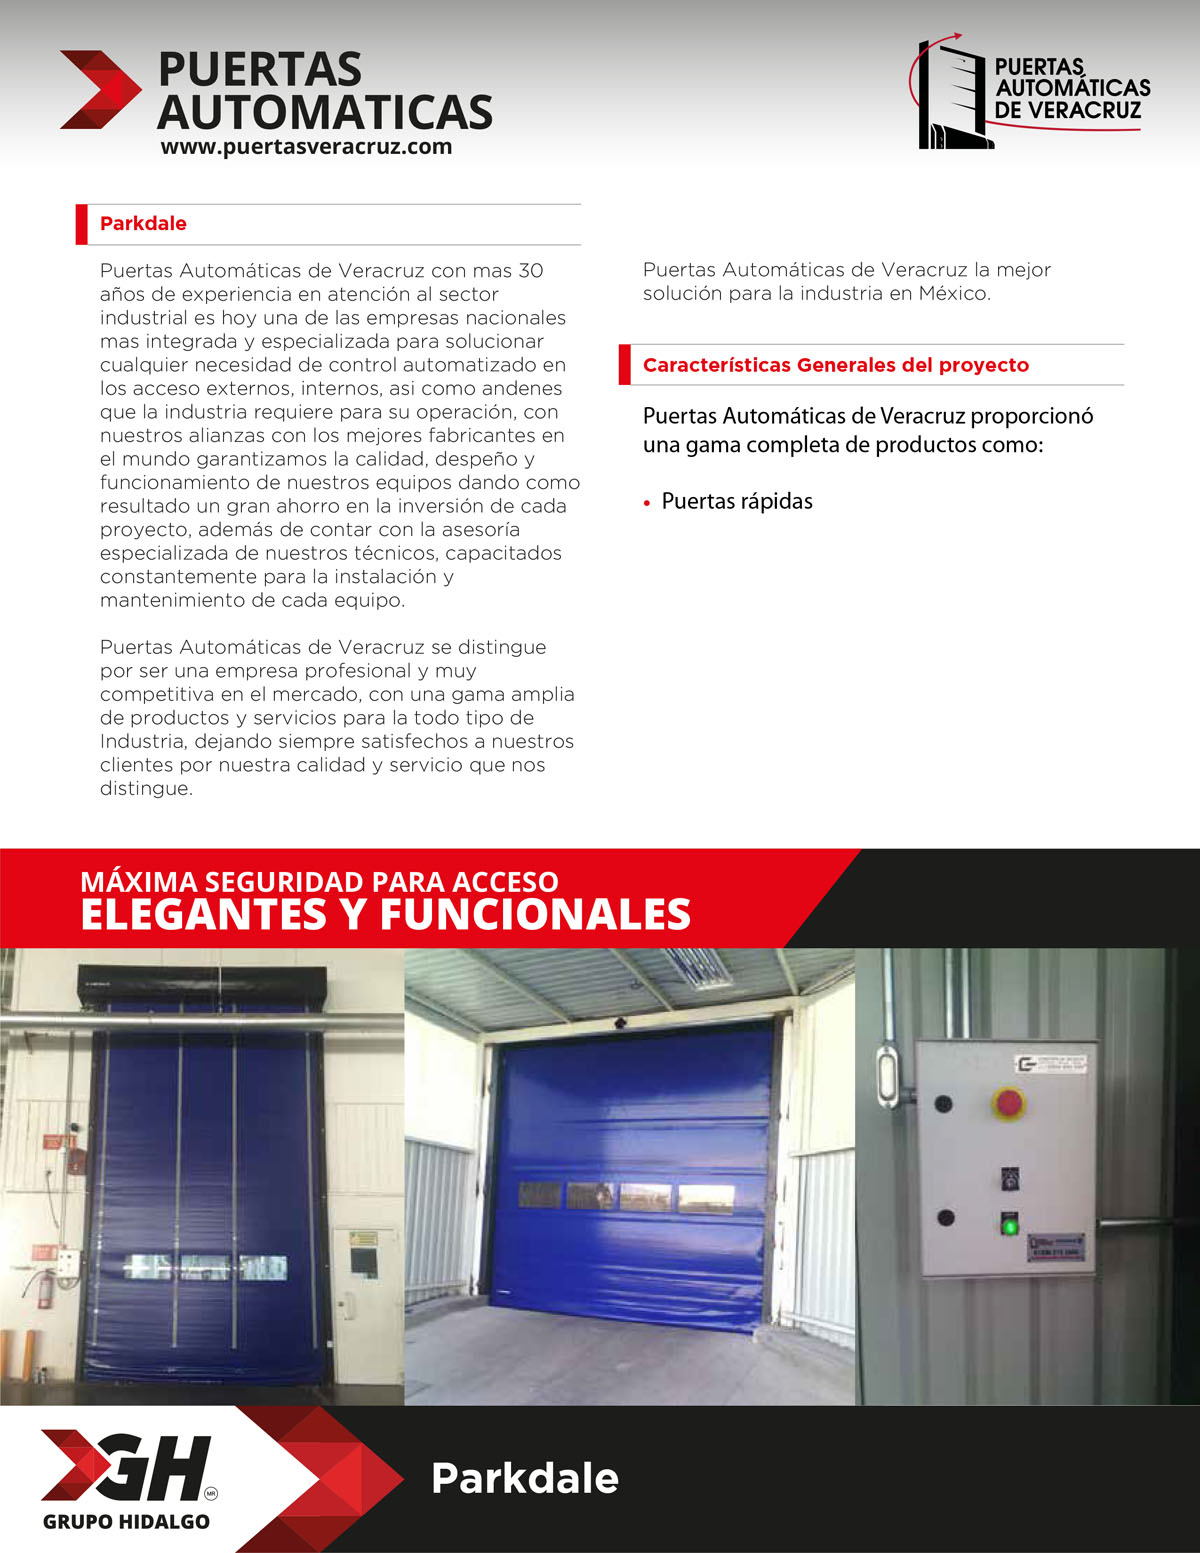 PUERTAS
AUTOMATICAS
www.puertasveracruz.com
PUERTAS
AUTOMÁTICAS
DE VERACRUZ
Parkdale
Puertas Automáticas de Veracruz con mas 30
años de experiencia en atención al sector
industrial es hoy una de las empresas nacionales
mas integrada y especializada para solucionar
cualquier necesidad de control automatizado en
los acceso externos, internos, asi como andenes
que la industria requiere para su operación, con
nuestros alianzas con los mejores fabricantes en
el mundo garantizamos la calidad, despeño y
funcionamiento de nuestros equipos dando como
resultado un gran ahorro en la inversión de cada
proyecto, además de contar con la asesoría
especializada de nuestros técnicos, capacitados
constantemente para la instalación y
mantenimiento de cada equipo.
Puertas Automáticas de Veracruz se distingue
por ser una empresa profesional y muy
competitiva en el mercado, con una gama amplia
de productos y servicios para la todo tipo de
Industria, dejando siempre satisfechos a nuestros
clientes por nuestra calidad y servicio que nos
distingue.
Puertas Automáticas de Veracruz la mejor
solución para la industria en México.
Características Generales del proyecto
Puertas Automáticas de Veracruz proporcionó
una gama completa de productos como:
• Puertas rápidas
MÁXIMA SEGURIDAD PARA ACCESO
ELEGANTES Y FUNCIONALES
GH
MR
GRUPO HIDALGO
Parkdale